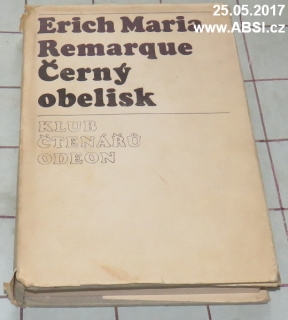 25.05.2017
www.ABSI.cz
Erich Maria
Remarque
Černý
obelisk
KLUB
ČTENÁŘŮ
ODEON